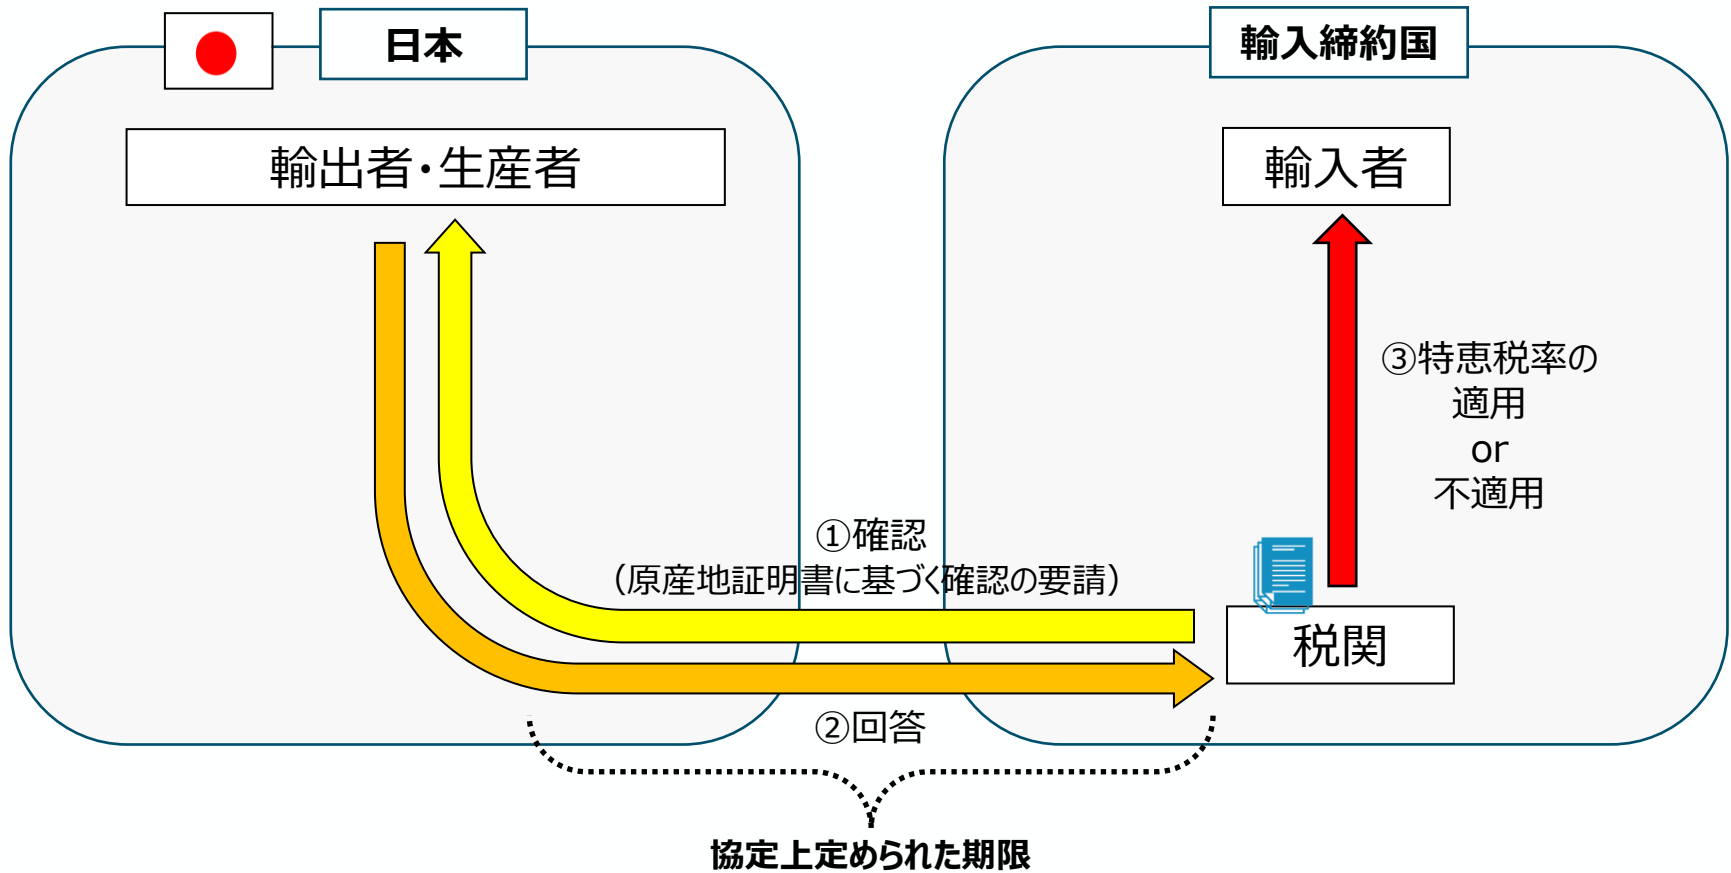 日本
輸入締約国
輸出者・生産者
輸入者
③特恵税率の
適用
or
不適用
①確認
（原産地証明書に基づく確認の要請）
税関
②回答
協定上定められた期限